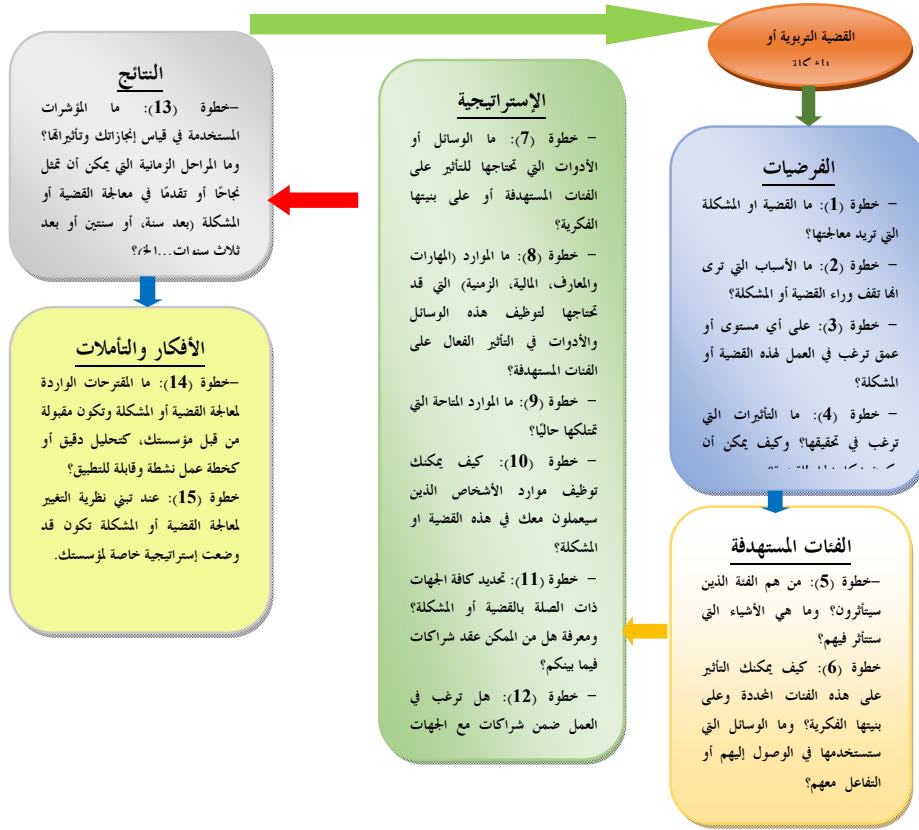 القضية التربوية أو
الفرضيات
– خطوة (1): ما القضية او المشكلة
التي تريد معالجتها؟
– خطوة (2): ما الأسباب التي ترى
انها تقف وراء القضية أو المشكلة؟
– خطوة (3): على أي مستوى أو
عمق ترغب في العمل لهذه القضية أو
المشكلة؟
– خطوة (4): ما التأثيرات التي
ترغب في تحقيقها؟ وكيف يمكن أن
الفئات المستهدفة
–خطوة (5): من هم الفئة الذين
سيتأثرون؟ وما هي الأشياء التي
ستتأثر فيهم؟
خطوة (6): كيف يمكنك التأثير
على هذه الفئات المحددة وعلى
بنيتها الفكرية؟ وما الوسائل التي
ستستخدمها في الوصول إليهم أو
التفاعل معهم؟
الإستراتيجية
– خطوة (7): ما الوسائل أو
الأدوات التي تحتاجها للتأثير على
الفئات المستهدفة أو على بنيتها
الفكرية؟
– خطوة (8): ما الموارد (المهارات
والمعارف، المالية، الزمنية) التي قد
تحتاجها لتوظيف هذه الوسائل
والأدوات في التأثير الفعال على
الفئات المستهدفة؟
– خطوة (9): ما الموارد المتاحة التي
تمتلكها حاليًا؟
– خطوة (10): كيف يمكنك
توظيف موارد الأشخاص الذين
سيعملون معك في هذه القضية او
المشكلة؟
– خطوة (11): تحديد كافة الجهات
ذات الصلة بالقضية أو المشكلة؟
ومعرفة هل من الممكن عقد شراكات
فيما بينكم؟
– خطوة (12): هل ترغب في
العمل ضمن شراكات مع الجهات
النتائج
–خطوة (13): ما المؤشرات
المستخدمة في قياس إنجازاتك وتأثيراتها؟
وما المراحل الزمانية التي يمكن أن تمثل
نجاحًا أو تقدمًا في معالجة القضية أو
المشكلة (بعد سنة، أو سنتين أو بعد
ثلاث سنوات...الخ)؟
الأفكار والتأملات
–خطوة (14): ما المقترحات الواردة
لمعالجة القضية أو المشكلة وتكون مقبولة
من قبل مؤسستك، كتحليل دقيق أو
كخطة عمل نشطة وقابلة للتطبيق؟
خطوة (15): عند تبني نظرية التغيير
لمعالجة القضية أو المشكلة تكون قد
وضعت إستراتيجية خاصة لمؤسستك.